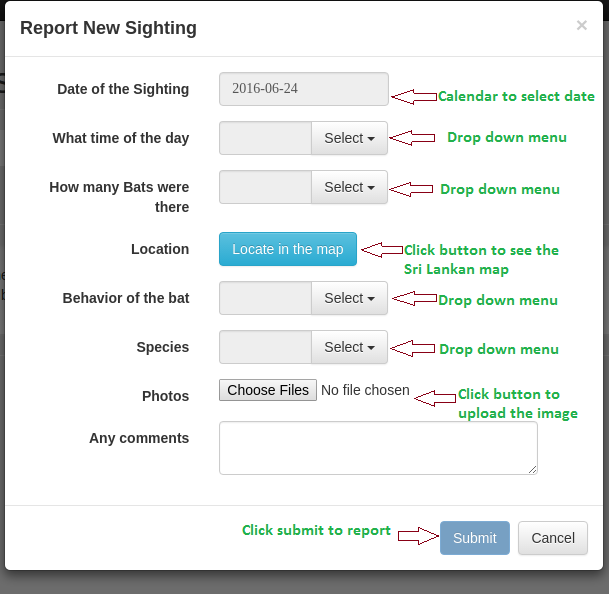 Report New Sighting ×
Date of the Sighting 2016-06-24 Calendar to select date
What time of the day Select Drop down menu
How many Bats were Select Drop down menu
there
Location Locate in the map Click button to see the
Sri Lankan map
Behavior of the bat Select Drop down menu
Species Select Drop down menu
Photos Choose Files No file chosen Click button to
upload the image
Any comments
Click submit to report Submit Cancel